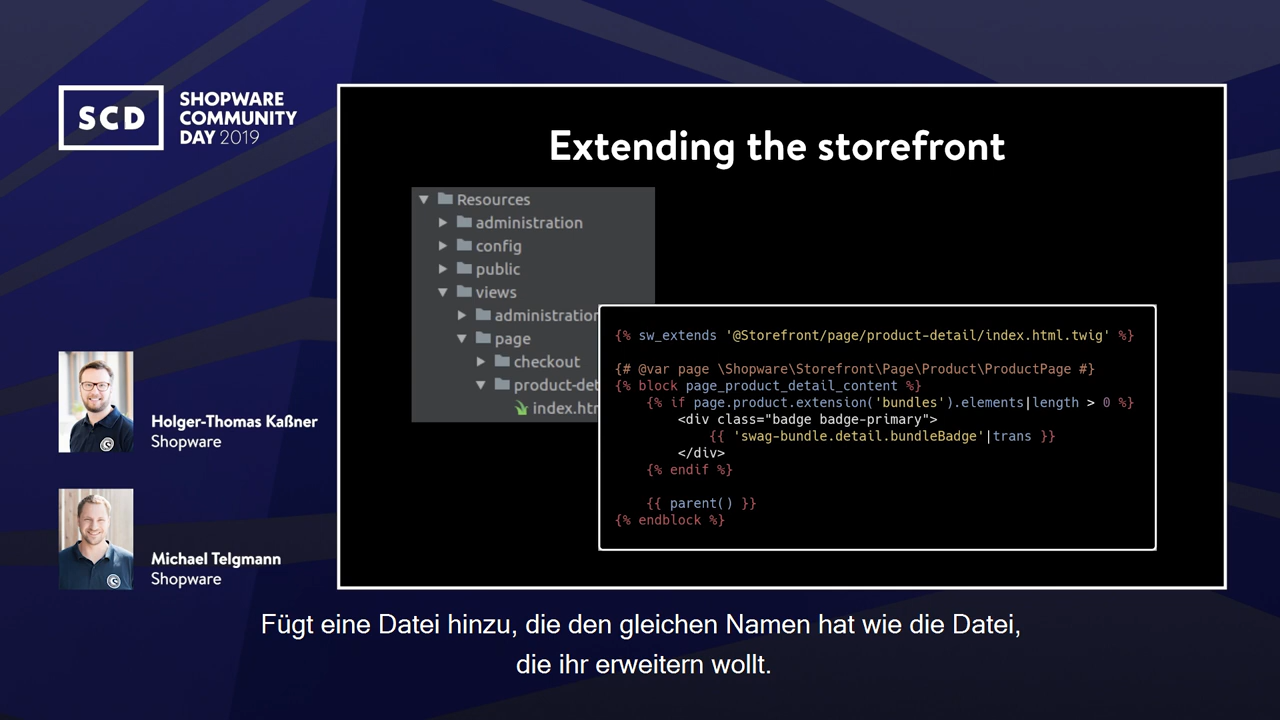 SCD
SHOPWARE
COMMUNITY
DAY 2019
Extending the storefront
Resources
administration
config
public
views
administration
page
checkout
product-det
index.htm
{% sw_extends '@Storefront/page/product-detail/index.html.twig' %}
{# @var page \Shopware\Storefront\Page\Product\ProductPage #}
{% block page_product_detail_content %}
{% if page.product.extension('bundles').elements|length > 0 %}
<div class="badge badge-primary">
{{ 'swag-bundle.detail.bundleBadge'|trans }}
</div>
{% endif %}
{{ parent() }}
{% endblock %}
Holger-Thomas Kaßner
Shopware
Michael Telgmann
Shopware
Fügt eine Datei hinzu, die den gleichen Namen hat wie die Datei,
die ihr erweitern wollt.